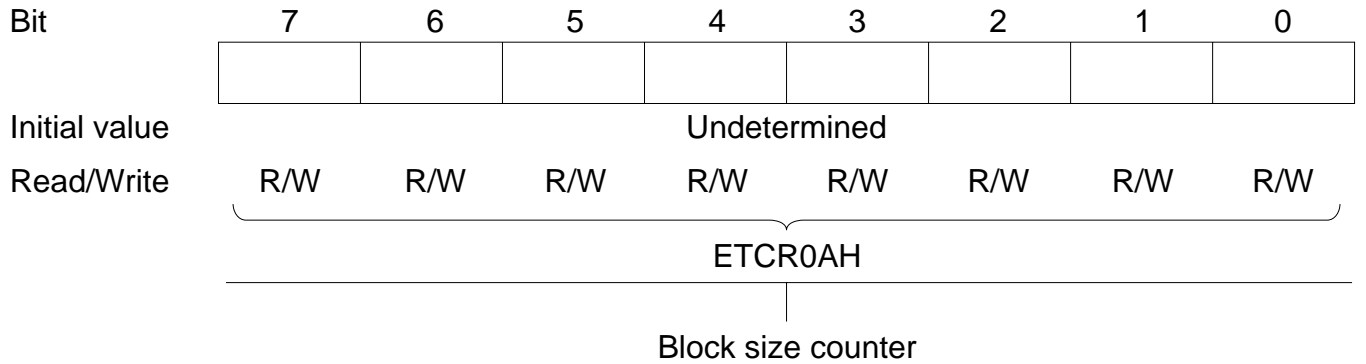 Bit 7 6 5 4 3 2 1 0
Initial value Undetermined
Read/Write R/W R/W R/W R/W R/W R/W R/W R/W
ETCR0AH
Block size counter